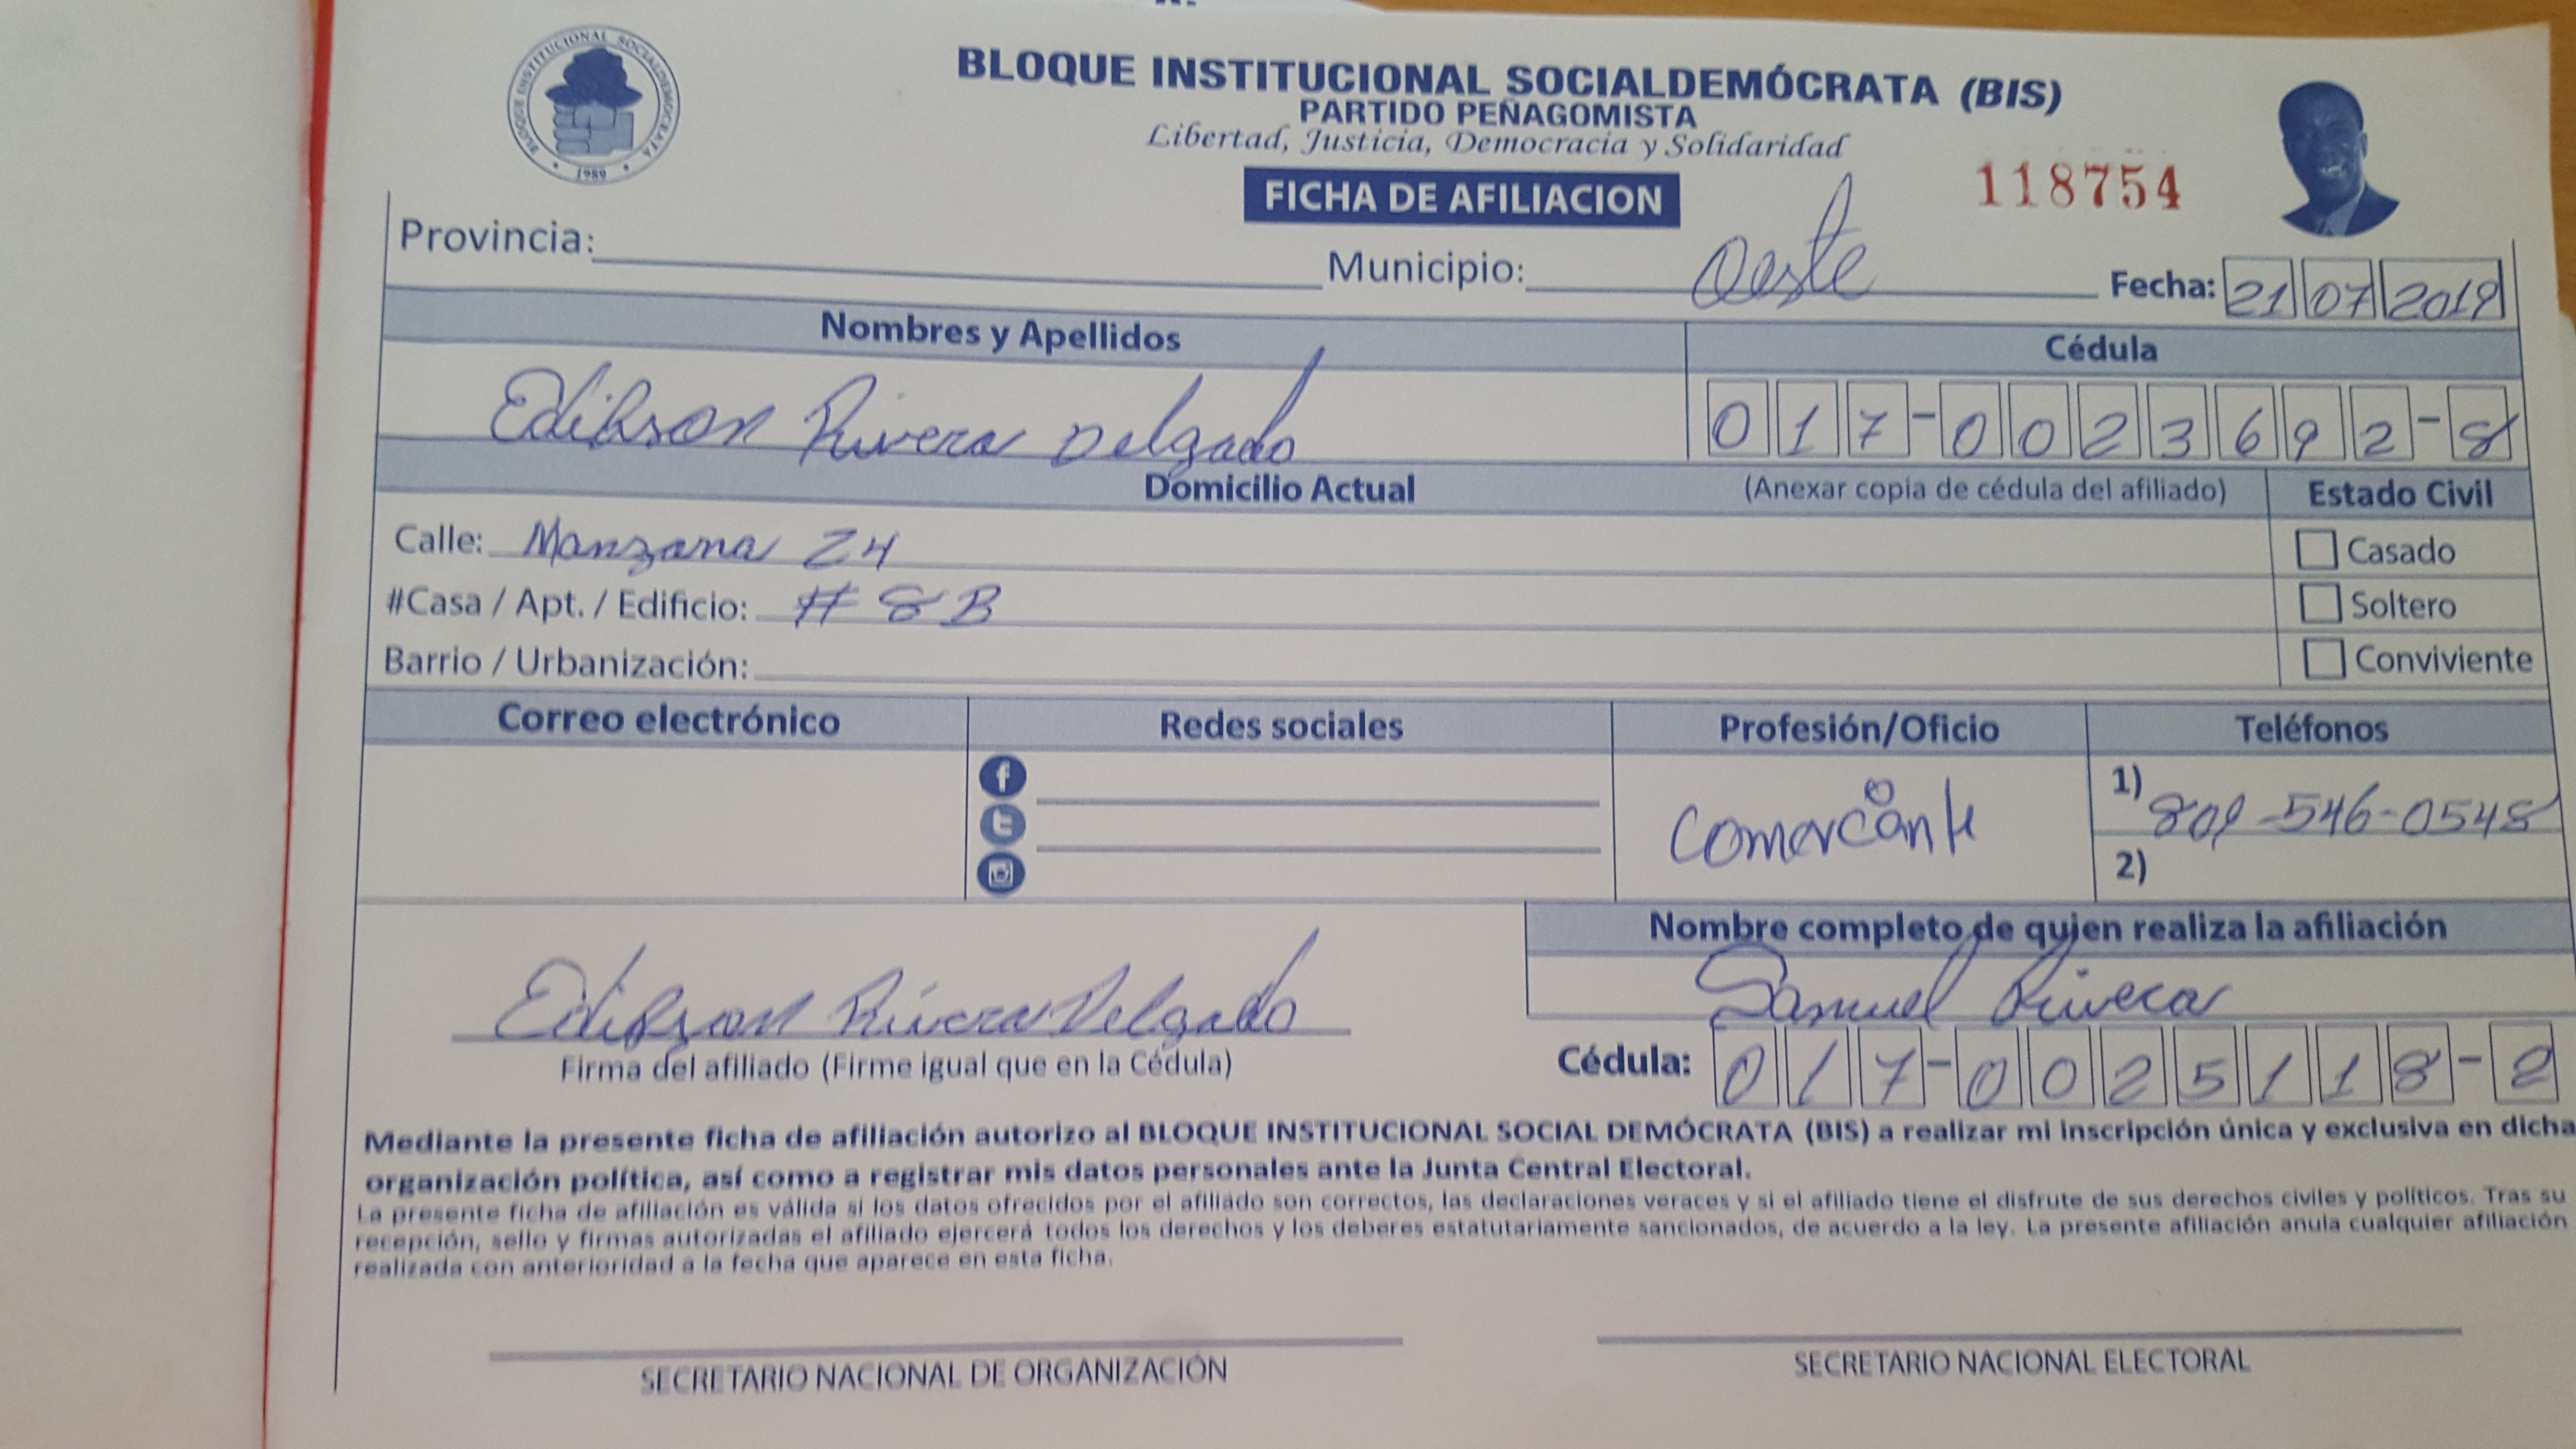 BLOQUE INSTITUCIONAL SOCIALDEMÓCRATA
1989
BLOQUE INSTITUCIONAL SOCIALDEMÓCRATA (BIS)
PARTIDO PEÑAGOMISTA
Libertad, Justicia, Democracia y Solidaridad
FICHA DE AFILIACION
118754
Provincia:
Municipio: Oeste
Fecha: 21 07 2019
Nombres y Apellidos
Cédula
Rivera Delgado
017-0023692-8
Domicilio Actual (Anexar copia de cédula del afiliado)
Estado Civil
Calle: Manzana 24
Casado
#Casa / Apt. / Edificio: # 8 B
Soltero
Barrio / Urbanización:
Conviviente
Correo electrónico
Redes sociales
Profesión/Oficio
Teléfonos
Comerciante
1) 809-546-0548
2)
Nombre completo de quien realiza la afiliación
Samuel Rivera
Rivera Delgado
Firma del afiliado (Firme igual que en la Cédula)
Cédula: 017-0025118-2
Mediante la presente ficha de afiliación autorizo al BLOQUE INSTITUCIONAL SOCIAL DEMÓCRATA (BIS) a realizar mi inscripción única y exclusiva en dicha
organización política, así como a registrar mis datos personales ante la Junta Central Electoral.
La presente ficha de afiliación es válida si los datos ofrecidos por el afiliado son correctos, las declaraciones veraces y si el afiliado tiene el disfrute de sus derechos civiles y políticos. Tras su
recepción, sello y firmas autorizadas el afiliado ejercerá todos los derechos y los deberes estatutariamente sancionados, de acuerdo a la ley. La presente afiliación anula cualquier afiliación
realizada con anterioridad a la fecha que aparece en esta ficha.
SECRETARIO NACIONAL DE ORGANIZACIÓN
SECRETARIO NACIONAL ELECTORAL